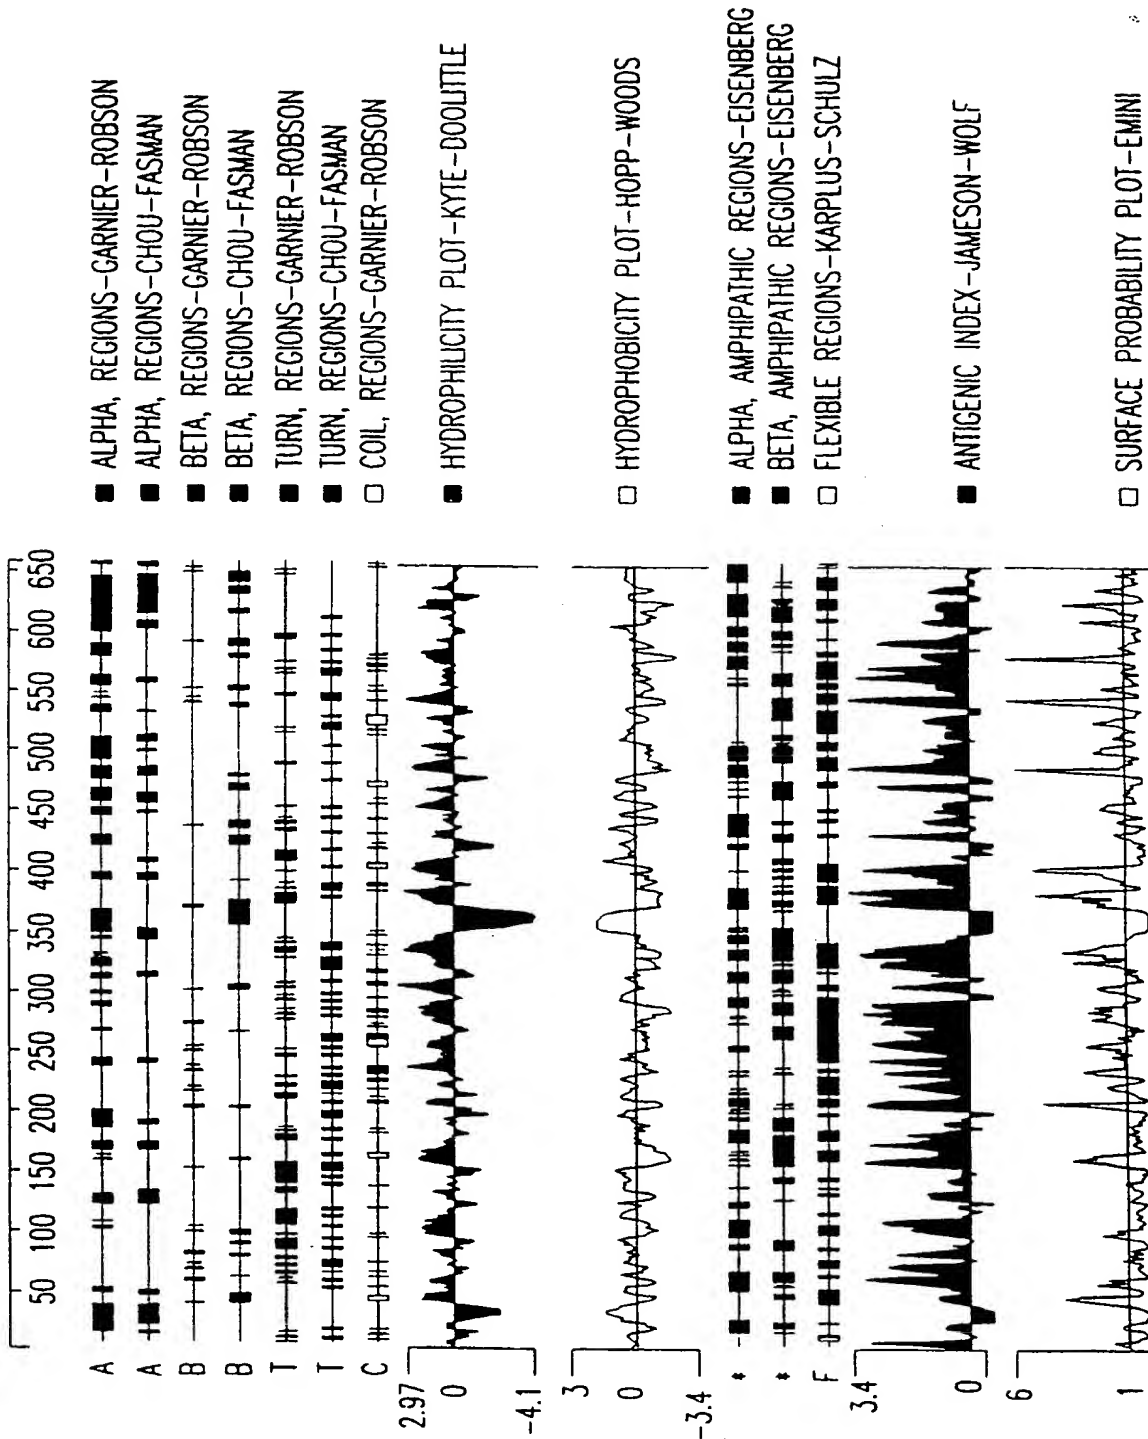 50 100 150 200 250 300 350 400 450 500 550 600 650
A ■ ALPHA, REGIONS-GARNIER-ROBSON
A ■ ALPHA, REGIONS-CHOU-FASMAN
B ■ BETA, REGIONS-GARNIER-ROBSON
B ■ BETA, REGIONS-CHOU-FASMAN
T ■ TURN, REGIONS-GARNIER-ROBSON
T ■ TURN, REGIONS-CHOU-FASMAN
C □ COIL, REGIONS-GARNIER-ROBSON
2.97
0
-4.1
■ HYDROPHILICITY PLOT-KYTE-DOOLITTLE
3
0
-3.4
□ HYDROPHOBICITY PLOT-HOPP-WOODS
* ■ ALPHA, AMPHIPATHIC REGIONS-EISENBERG
* ■ BETA, AMPHIPATHIC REGIONS-EISENBERG
F □ FLEXIBLE REGIONS-KARPLUS-SCHULZ
3.4
0
■ ANTIGENIC INDEX-JAMESON-WOLF
6
1
□ SURFACE PROBABILITY PLOT-EMINI